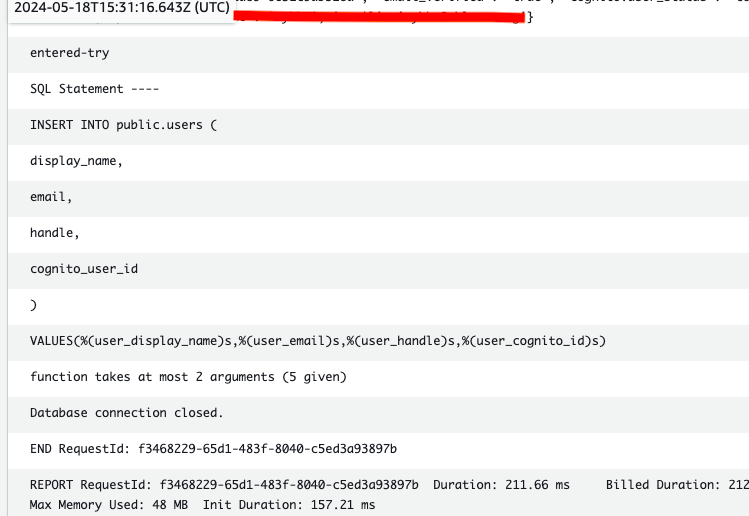 2024-05-18T15:31:16.643Z (UTC)
}
entered-try
SQL Statement ----
INSERT INTO public.users (
display_name,
email,
handle,
cognito_user_id
)
VALUES(%(user_display_name)s,%(user_email)s,%(user_handle)s,%(user_cognito_id)s)
function takes at most 2 arguments (5 given)
Database connection closed.
END RequestId: f3468229-65d1-483f-8040-c5ed3a93897b
REPORT RequestId: f3468229-65d1-483f-8040-c5ed3a93897b Duration: 211.66 ms Billed Duration: 212
Max Memory Used: 48 MB Init Duration: 157.21 ms